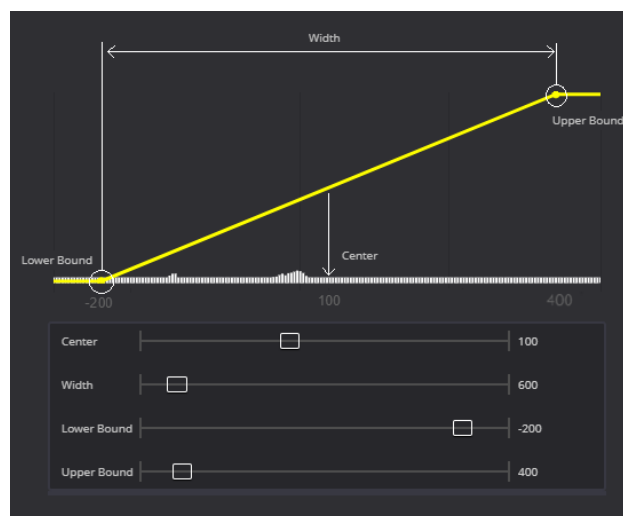 Width
Upper Bound
Lower Bound
Center
-200
100
400
Center
100
Width
600
Lower Bound
-200
Upper Bound
400